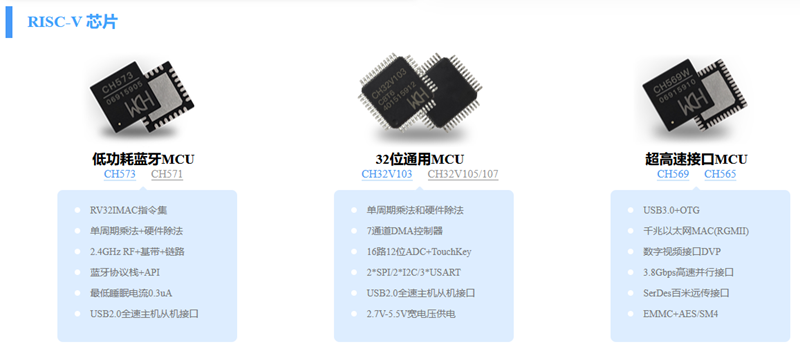 RISC-V 芯片
CH573
06915905
低功耗蓝牙MCU
CH573 CH571
RV32IMAC指令集
单周期乘法+硬件除法
2.4GHz RF+基带+链路
蓝牙协议栈+API
最低睡眠电流0.3uA
USB2.0全速主机从机接口
CH32V103
C8T6
401515912
32位通用MCU
CH32V103 CH32V105/107
单周期乘法和硬件除法
7通道DMA控制器
16路12位ADC+TouchKey
2*SPI/2*I2C/3*USART
USB2.0全速主机从机接口
2.7V-5.5V宽电压供电
CH569W
06915910
超高速接口MCU
CH569 CH565
USB3.0+OTG
千兆以太网MAC(RGMII)
数字视频接口DVP
3.8Gbps高速并行接口
SerDes百米远传接口
EMMC+AES/SM4